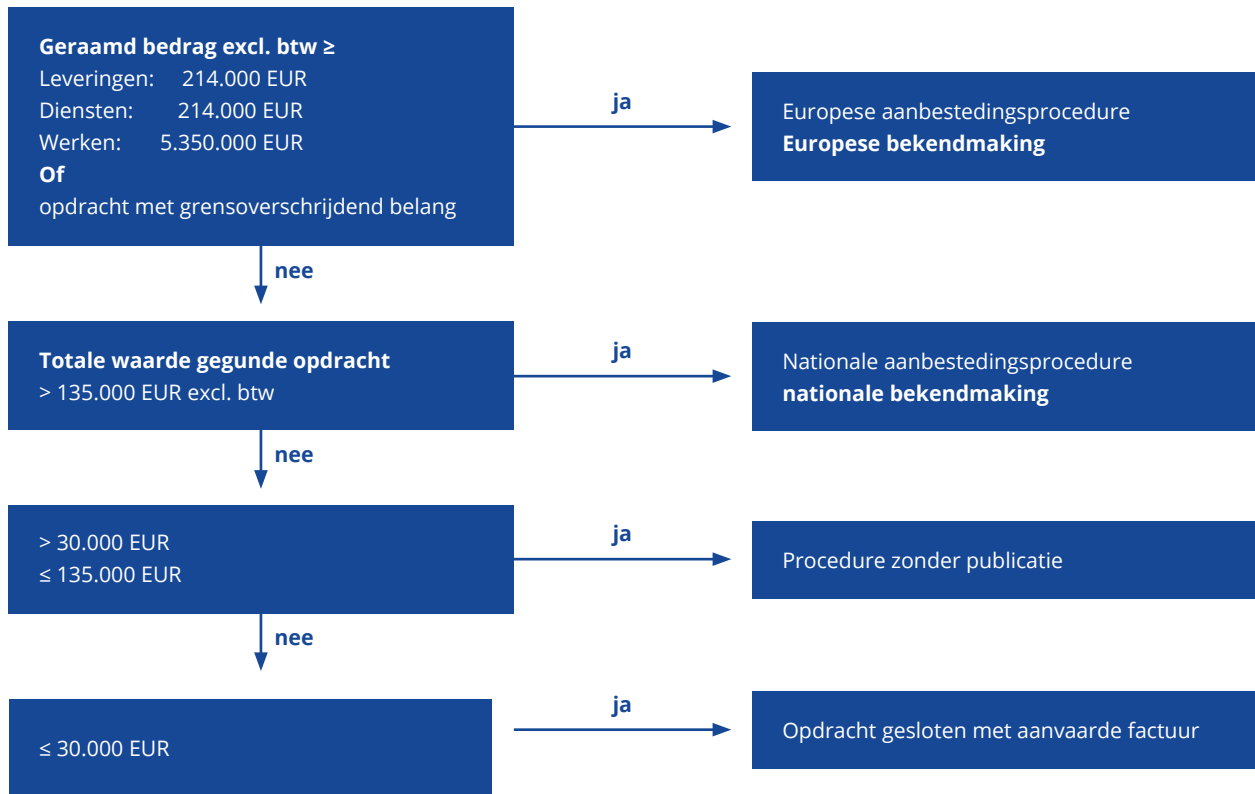 Geraamd bedrag excl. btw ≥
Leveringen: 214.000 EUR
Diensten: 214.000 EUR
Werken: 5.350.000 EUR
Of
opdracht met grensoverschrijdend belang
ja
Europese aanbestedingsprocedure
Europese bekendmaking
nee
Totale waarde gegunde opdracht
> 135.000 EUR excl. btw
ja
Nationale aanbestedingsprocedure
nationale bekendmaking
nee
> 30.000 EUR
≤ 135.000 EUR
ja
Procedure zonder publicatie
nee
≤ 30.000 EUR
ja
Opdracht gesloten met aanvaarde factuur